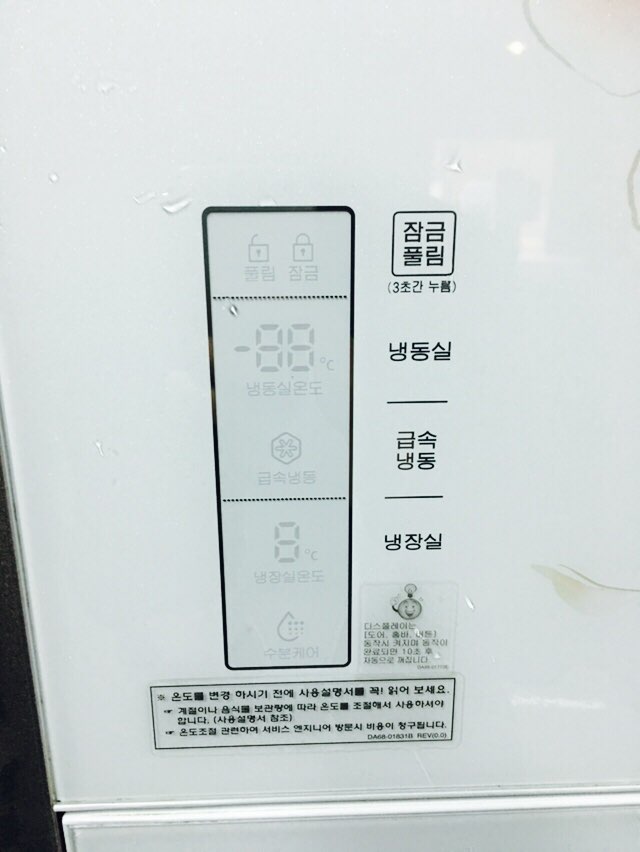 풀림 잠금
잠금
풀림
(3초간 누름)
-88°C
냉동실온도
냉동실
급속
냉동
급속냉동
8°C
냉장실온도
냉장실
수분케어
디스플레이는
[도어, 홈바, 버튼]
동작시 켜지며 동작이
완료되면 10초 후
자동으로 꺼집니다.
※ 온도를 변경 하시기 전에 사용설명서를 꼭! 읽어 보세요.
☞ 계절이나 음식물 보관량에 따라 온도를 조절해서 사용하셔야
합니다. (사용설명서 참조)
☞ 온도조절 관련하여 서비스 엔지니어 방문시 비용이 청구됩니다.
DA68-01831B REV(0.0)